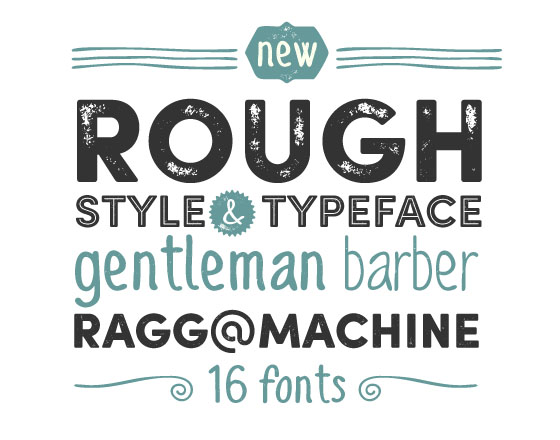 new
ROUGH
STYLE & TYPEFACE
gentleman barber
RAGG@MACHINE
16 fonts